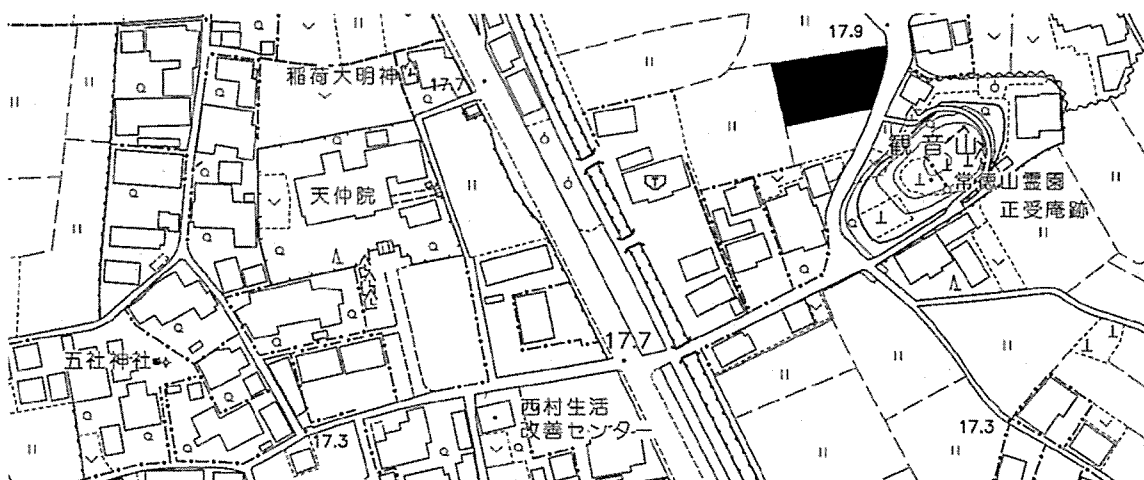 17.9
稲荷大明神
17.7
観音山
天仲院
常徳山霊園
正受庵跡
17.7
五社神社
西村生活
改善センター
17.3
17.3